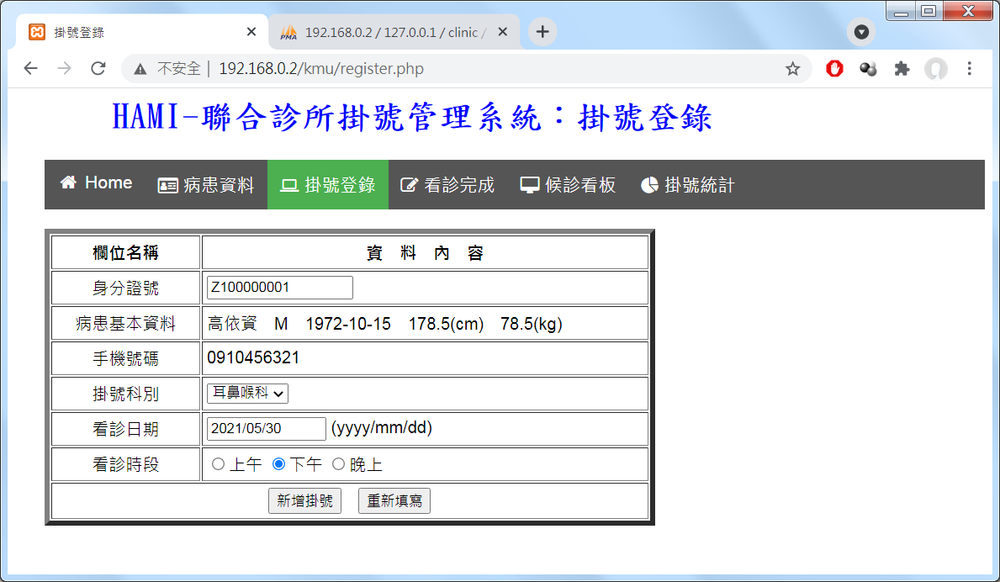 掛號登錄
PMA 192.168.0.2 / 127.0.0.1 / clinic /
不安全 | 192.168.0.2/kmu/register.php
HAMI-聯合診所掛號管理系統：掛號登錄
Home 病患資料 掛號登錄 看診完成 候診看板 掛號統計
欄位名稱 資 料 內 容
身分證號 Z100000001
病患基本資料 高依資 M 1972-10-15 178.5(cm) 78.5(kg)
手機號碼 0910456321
掛號科別 耳鼻喉科
看診日期 2021/05/30 (yyyy/mm/dd)
看診時段 上午 下午 晚上
新增掛號 重新填寫